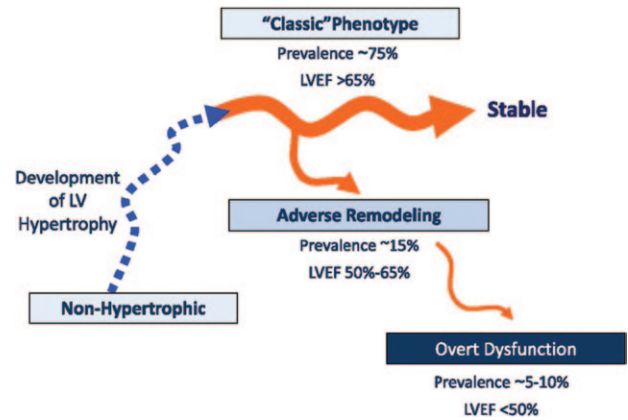 “Classic”Phenotype
Prevalence ~75%
LVEF >65%
Stable
Development
of LV
Hypertrophy
Adverse Remodeling
Prevalence ~15%
LVEF 50%-65%
Non-Hypertrophic
Overt Dysfunction
Prevalence ~5-10%
LVEF <50%